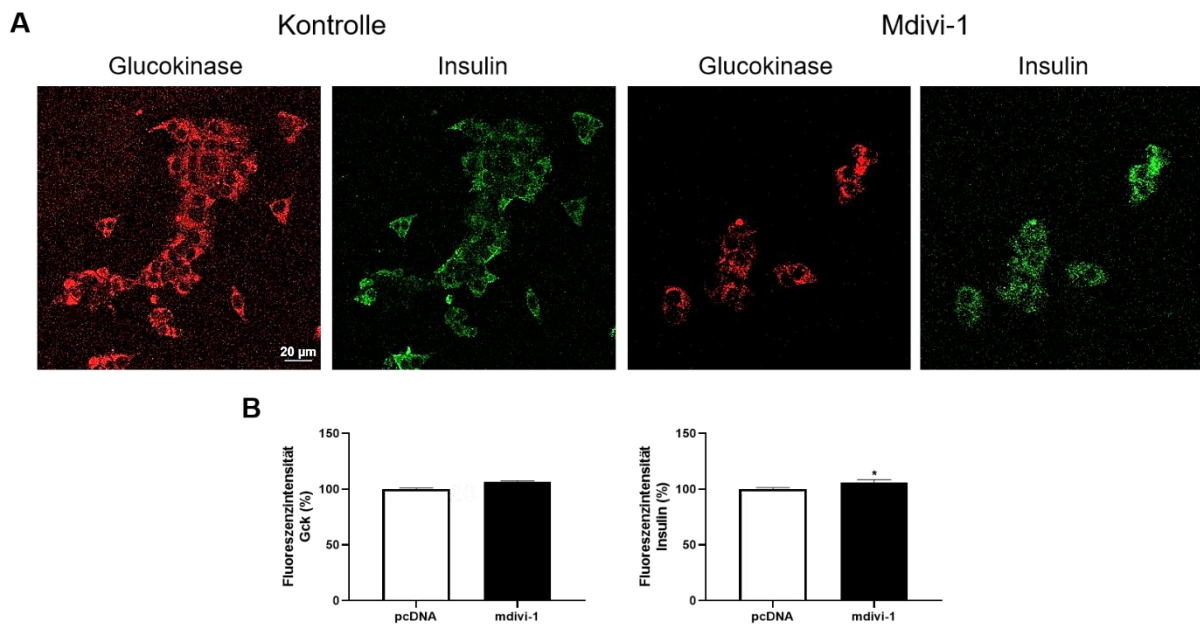 A
Kontrolle
Mdivi-1
Glucokinase
Insulin
Glucokinase
Insulin
20 µm
B
Fluoreszenzintensität
Gck (%)
150
100
50
0
pcDNA
mdivi-1
Fluoreszenzintensität
Insulin (%)
150
100
50
0
*
pcDNA
mdivi-1